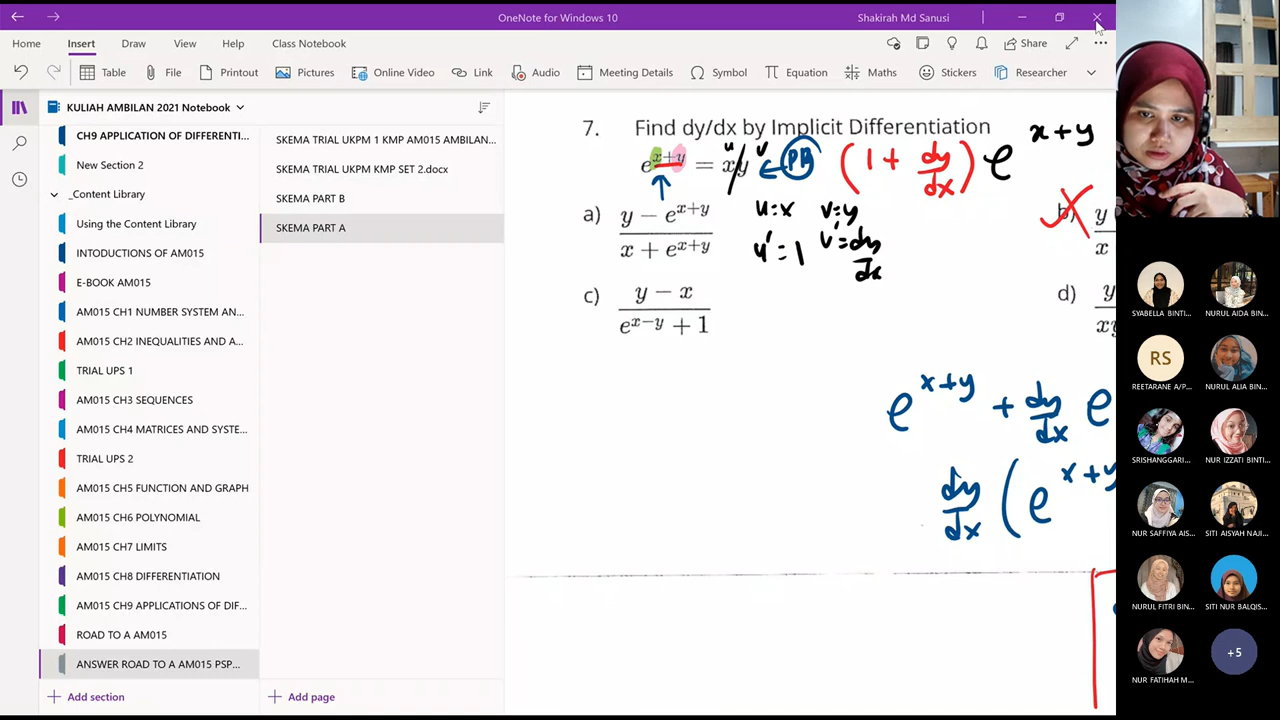 OneNote for Windows 10
Shakirah Md Sanusi
Home Insert Draw View Help Class Notebook
Share
Table File Printout Pictures Online Video Link Audio Meeting Details Symbol Equation Maths Stickers Researcher
KULIAH AMBILAN 2021 Notebook
CH9 APPLICATION OF DIFFERENTI...
New Section 2
_Content Library
Using the Content Library
INTODUCTIONS OF AM015
E-BOOK AM015
AM015 CH1 NUMBER SYSTEM AN...
AM015 CH2 INEQUALITIES AND A...
TRIAL UPS 1
AM015 CH3 SEQUENCES
AM015 CH4 MATRICES AND SYSTE...
TRIAL UPS 2
AM015 CH5 FUNCTION AND GRAPH
AM015 CH6 POLYNOMIAL
AM015 CH7 LIMITS
AM015 CH8 DIFFERENTIATION
AM015 CH9 APPLICATIONS OF DIF...
ROAD TO A AM015
ANSWER ROAD TO A AM015 PSP...
+ Add section
SKEMA TRIAL UKPM 1 KMP AM015 AMBILAN...
SKEMA TRIAL UKPM KMP SET 2.docx
SKEMA PART B
SKEMA PART A
+ Add page
7. Find dy/dx by Implicit Differentiation
e^{x+y} = xy
u v
PR
(1 + dy/dx) e^{x+y}
a) (y − e^{x+y})/(x + e^{x+y})
u = x v = y
u' = 1 v' = dy/dx
b) y
x
c) (y − x)/(e^{x−y} + 1)
d) y
xy
e^{x+y} + dy/dx e
dy/dx (e^{x+y}
SYABELLA BINTI...
NURUL AIDA BIN...
RS
REETARANE A/P...
NURUL ALIA BIN...
SRISHANGGARI...
NUR IZZATI BINTI...
NUR SAFFIYA AIS...
SITI AISYAH NAJI...
NURUL FITRI BIN...
SITI NUR BALQIS...
NUR FATIHAH M...
+5